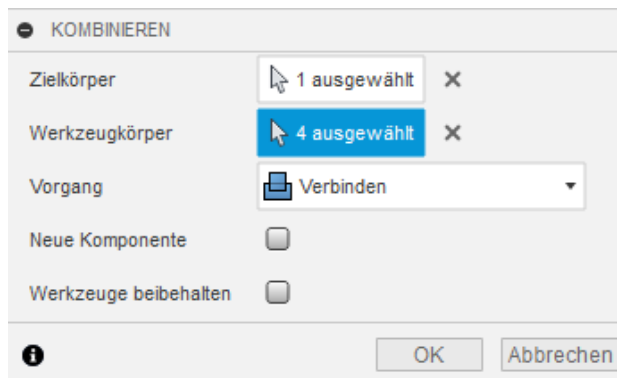 KOMBINIEREN
Zielkörper 1 ausgewählt
Werkzeugkörper 4 ausgewählt
Vorgang Verbinden
Neue Komponente
Werkzeuge beibehalten
OK Abbrechen